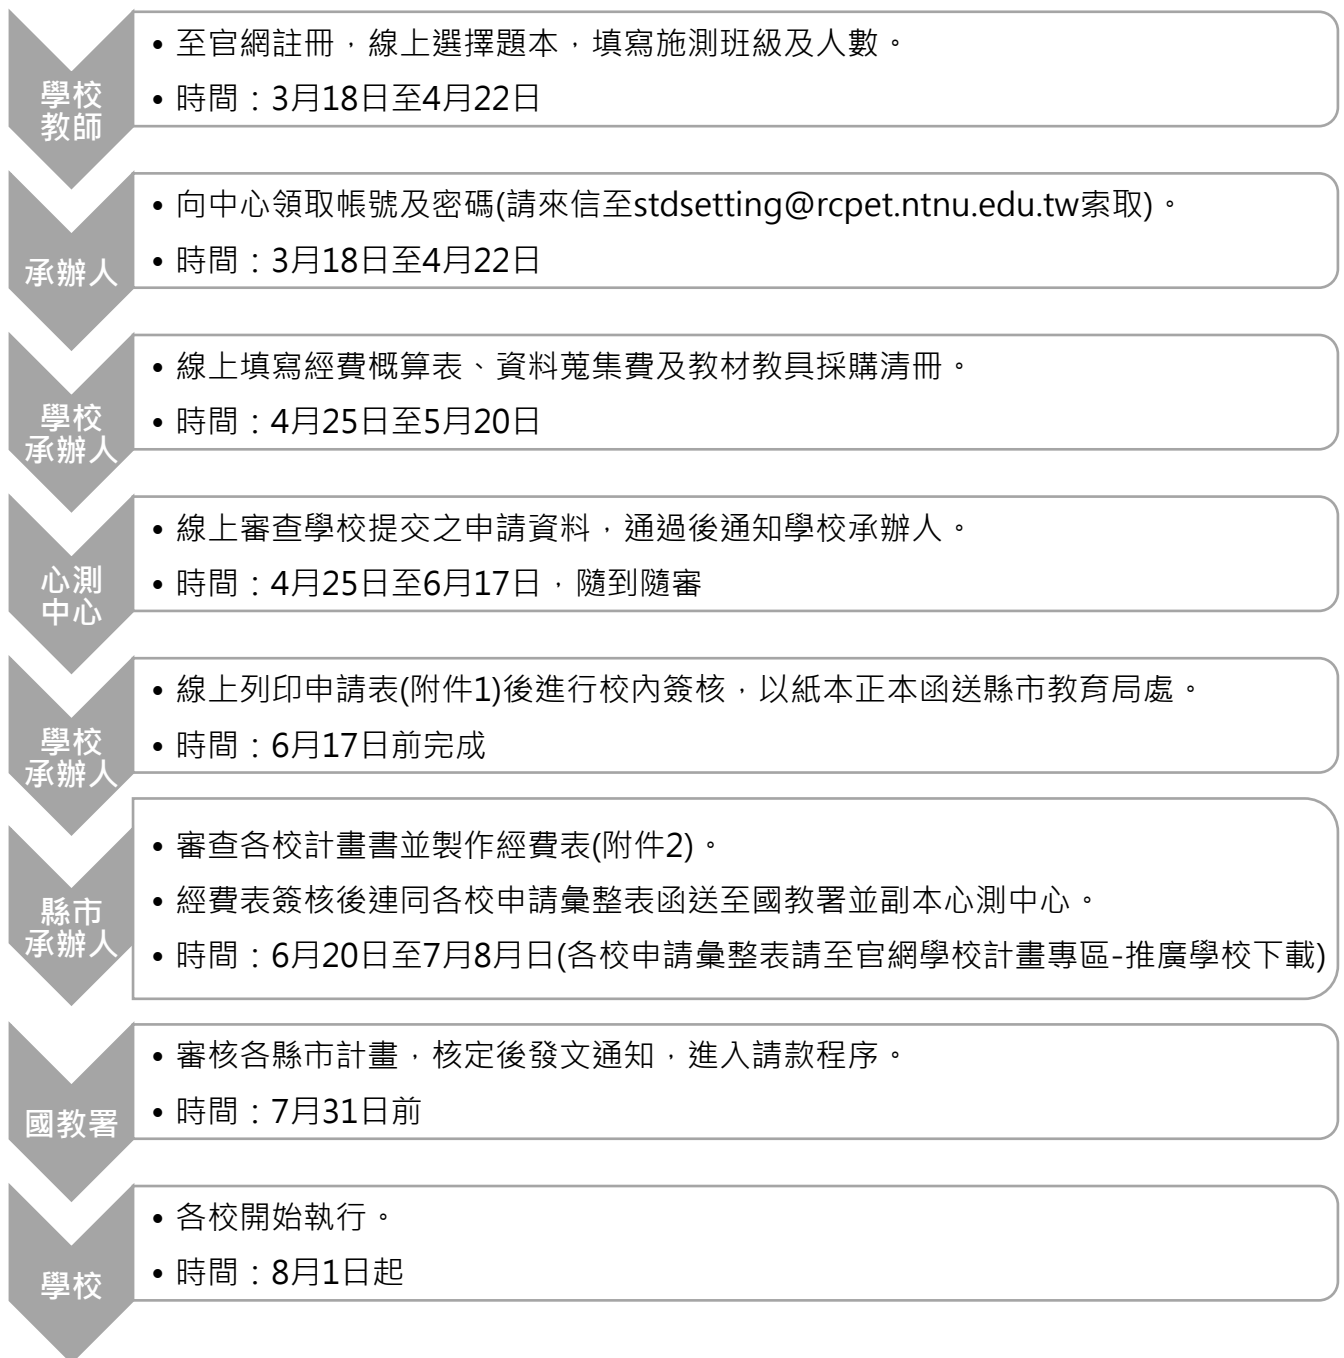 學校
教師
• 至官網註冊，線上選擇題本，填寫施測班級及人數。
• 時間：3月18日至4月22日
承辦人
• 向中心領取帳號及密碼(請來信至stdsetting@rcpet.ntnu.edu.tw索取)。
• 時間：3月18日至4月22日
學校
承辦人
• 線上填寫經費概算表、資料蒐集費及教材教具採購清冊。
• 時間：4月25日至5月20日
心測
中心
• 線上審查學校提交之申請資料，通過後通知學校承辦人。
• 時間：4月25日至6月17日，隨到隨審
學校
承辦人
• 線上列印申請表(附件1)後進行校內簽核，以紙本正本函送縣市教育局處。
• 時間：6月17日前完成
縣市
承辦人
• 審查各校計畫書並製作經費表(附件2)。
• 經費表簽核後連同各校申請彙整表函送至國教署並副本心測中心。
• 時間：6月20日至7月8月日(各校申請彙整表請至官網學校計畫專區-推廣學校下載)
國教署
• 審核各縣市計畫，核定後發文通知，進入請款程序。
• 時間：7月31日前
學校
• 各校開始執行。
• 時間：8月1日起